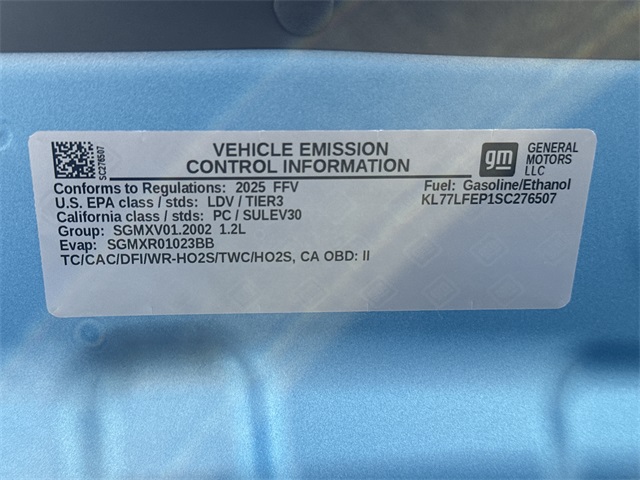 SC276507
VEHICLE EMISSION
CONTROL INFORMATION
gm
GENERAL
MOTORS
LLC
Conforms to Regulations: 2025 FFV
Fuel: Gasoline/Ethanol
U.S. EPA class / stds: LDV / TIER3
KL77LFEP1SC276507
California class / stds: PC / SULEV30
Group: SGMXV01.2002 1.2L
Evap: SGMXR01023BB
TC/CAC/DFI/WR-HO2S/TWC/HO2S, CA OBD: II